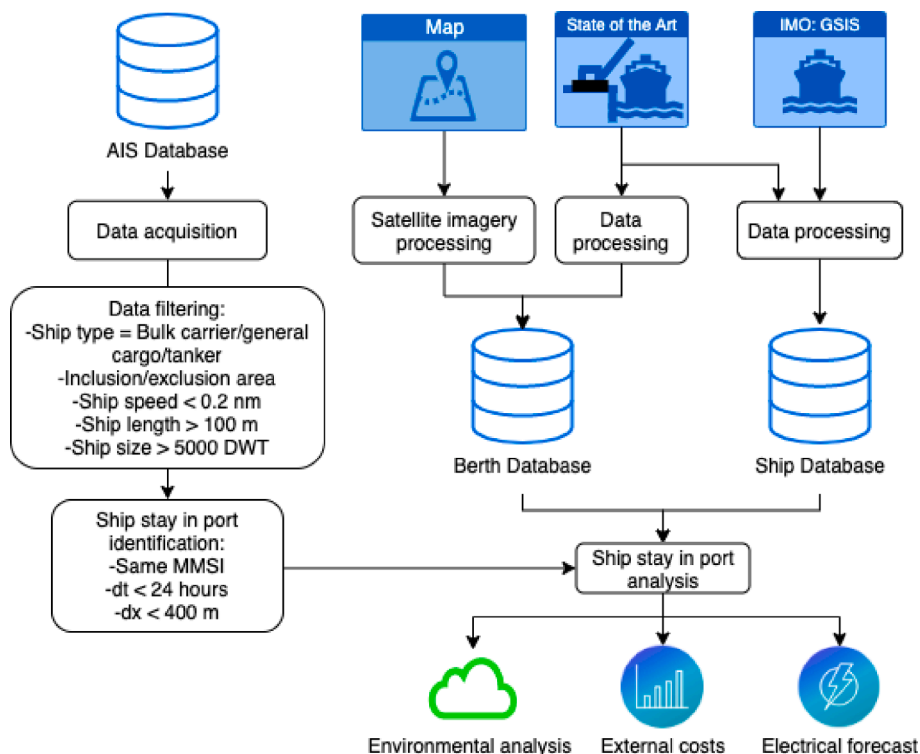 Map
State of the Art
IMO: GSIS
AIS Database
Data acquisition
Satellite imagery
processing
Data
processing
Data processing
Data filtering:
-Ship type = Bulk carrier/general
cargo/tanker
-Inclusion/exclusion area
-Ship speed < 0.2 nm
-Ship length > 100 m
-Ship size > 5000 DWT
Berth Database
Ship Database
Ship stay in port
identification:
-Same MMSI
-dt < 24 hours
-dx < 400 m
Ship stay in port
analysis
Environmental analysis
External costs
Electrical forecast